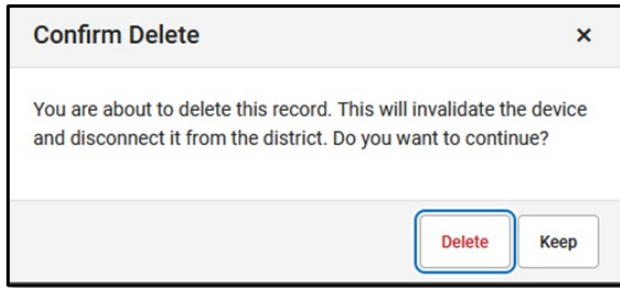 Confirm Delete ×
You are about to delete this record. This will invalidate the device
and disconnect it from the district. Do you want to continue?
Delete Keep